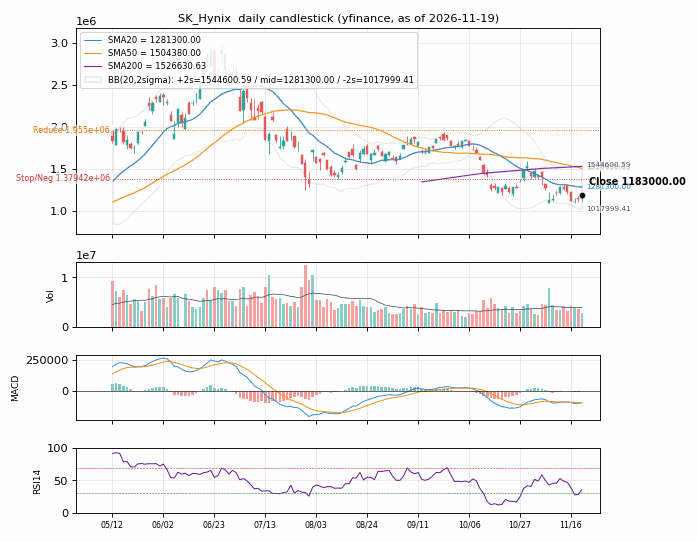 SK_Hynix  daily candlestick (yfinance, as of 2026-11-19)
1e6
SMA20 = 1281300.00
SMA50 = 1504380.00
SMA200 = 1526630.63
BB(20,2sigma): +2s=1544600.59 / mid=1281300.00 / -2s=1017999.41
3.0
2.5
Reduce 1.955e+06
1.5
Stop/Neg 1.37942e+06
1.0
1544600.59
Close 1183000.00
1281300.00
1017999.41
1e7
Vol
1
0
MACD
250000
0
RSI14
100
50
0
05/12 06/02 06/23 07/13 08/03 08/24 09/11 10/06 10/27 11/16